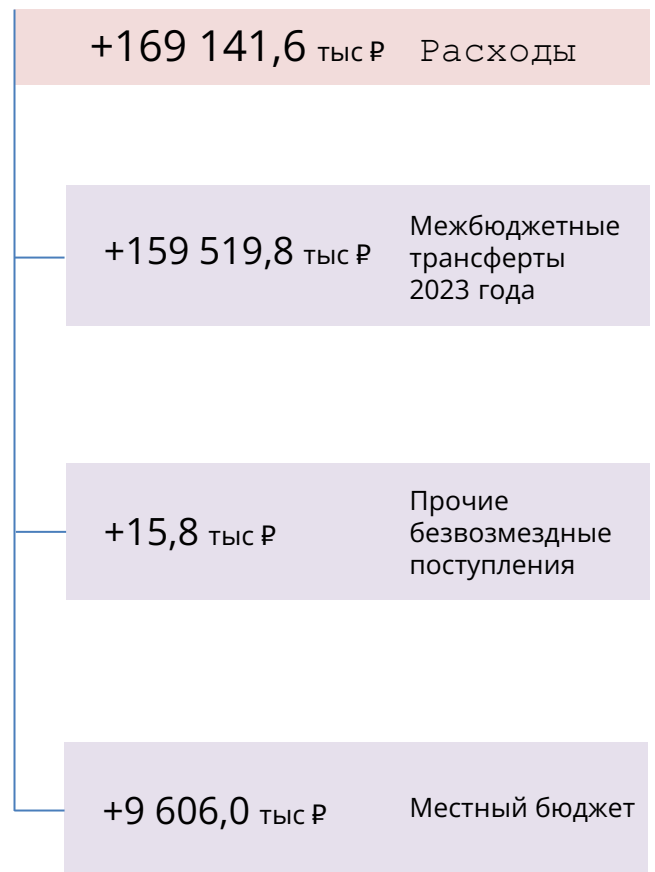 +169 141,6 тыс ₽ Расходы
+159 519,8 тыс ₽
Межбюджетные
трансферты
2023 года
+15,8 тыс ₽
Прочие
безвозмездные
поступления
+9 606,0 тыс ₽ Местный бюджет